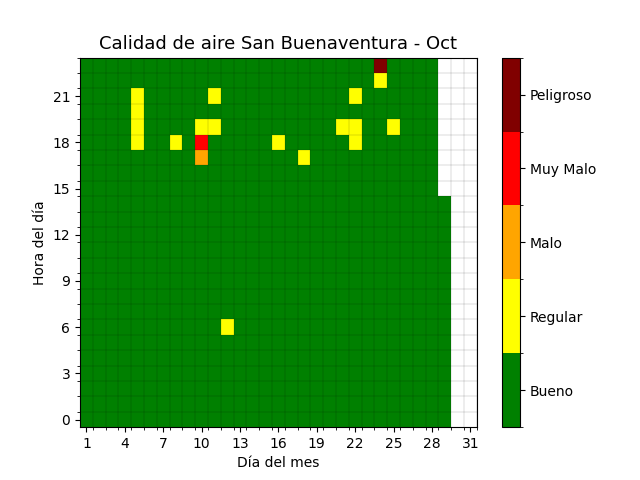 Calidad de aire San Buenaventura - Oct
21
18
15
12
9
6
3
0
Hora del día
1 4 7 10 13 16 19 22 25 28 31
Día del mes
Peligroso
Muy Malo
Malo
Regular
Bueno